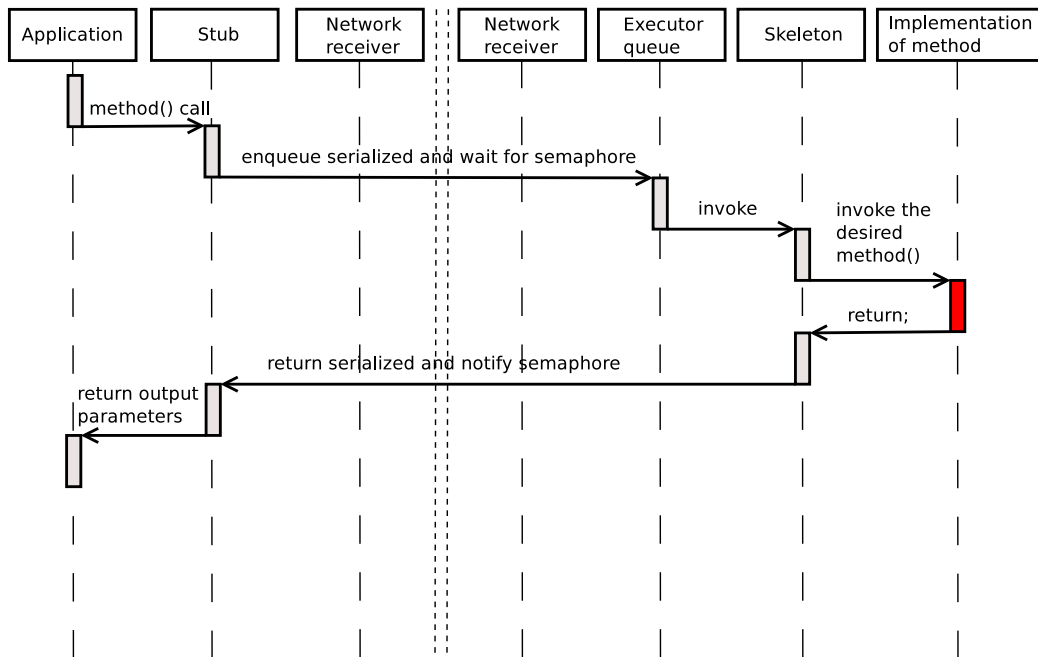 Application
Stub
Network
receiver
Network
receiver
Executor
queue
Skeleton
Implementation
of method
method() call
enqueue serialized and wait for semaphore
invoke
invoke the
desired
method()
return;
return serialized and notify semaphore
return output
parameters